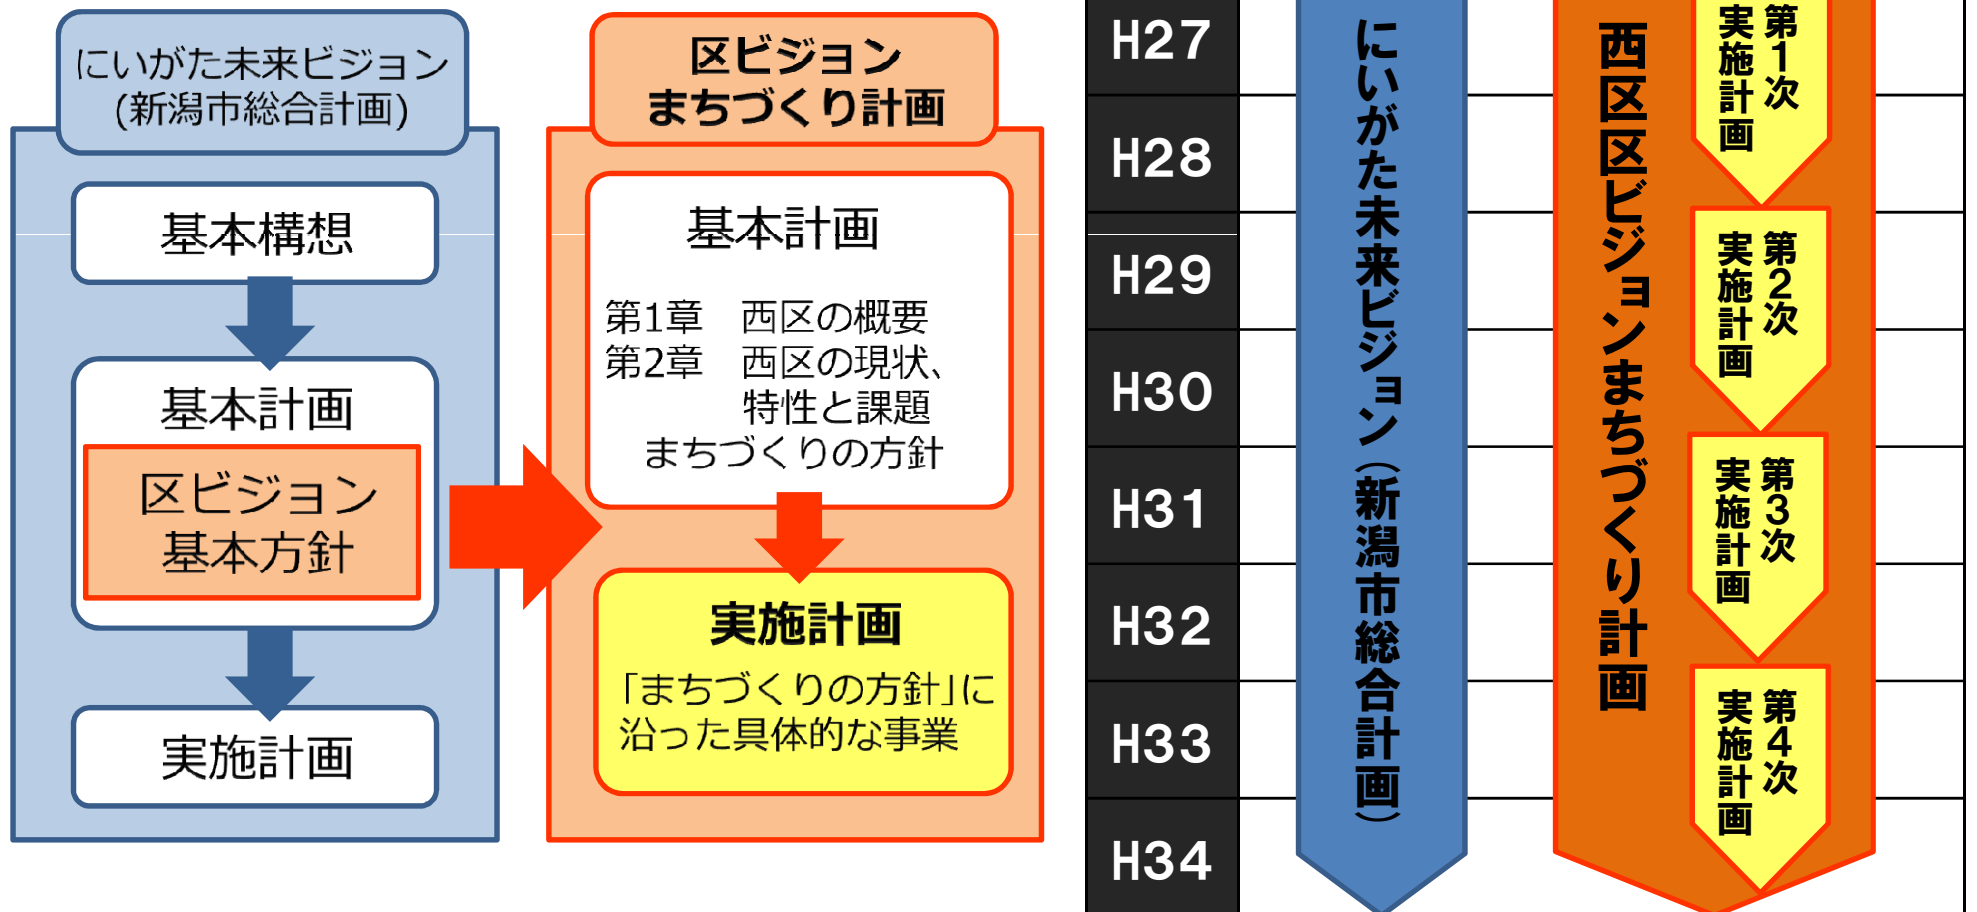 にいがた未来ビジョン
(新潟市総合計画)
基本構想
基本計画
区ビジョン
基本方針
実施計画
区ビジョン
まちづくり計画
基本計画
第1章　西区の概要
第2章　西区の現状、
特性と課題
まちづくりの方針
実施計画
「まちづくりの方針」に
沿った具体的な事業
H27
H28
H29
H30
H31
H32
H33
H34
にいがた未来ビジョン（新潟市総合計画）
西区区ビジョンまちづくり計画
第1次
実施計画
第2次
実施計画
第3次
実施計画
第4次
実施計画